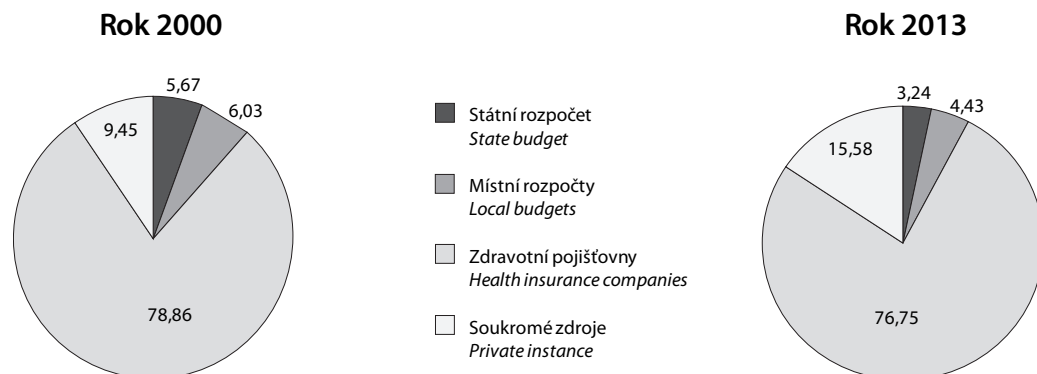 Rok 2000
5,67
6,03
9,45
78,86
Státní rozpočet
State budget
Místní rozpočty
Local budgets
Zdravotní pojišťovny
Health insurance companies
Soukromé zdroje
Private instance
Rok 2013
3,24
4,43
15,58
76,75